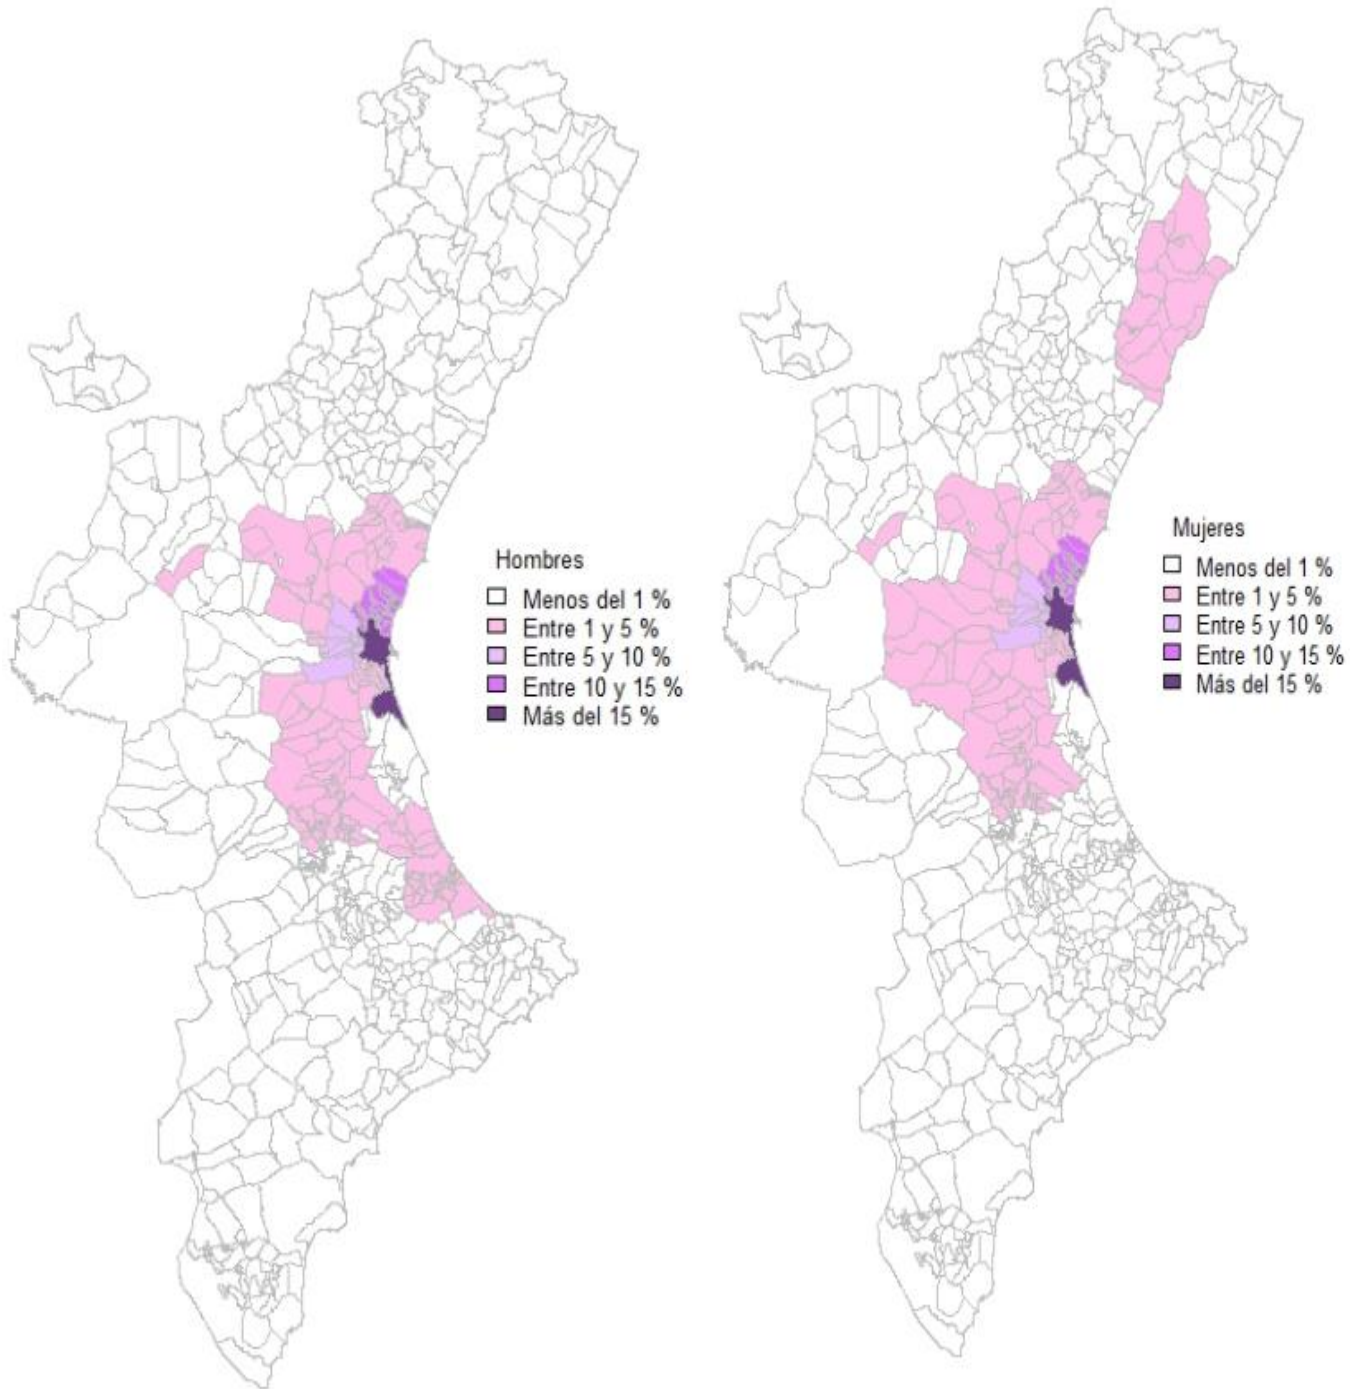 Hombres
Menos del 1 %
Entre 1 y 5 %
Entre 5 y 10 %
Entre 10 y 15 %
Más del 15 %
Mujeres
Menos del 1 %
Entre 1 y 5 %
Entre 5 y 10 %
Entre 10 y 15 %
Más del 15 %